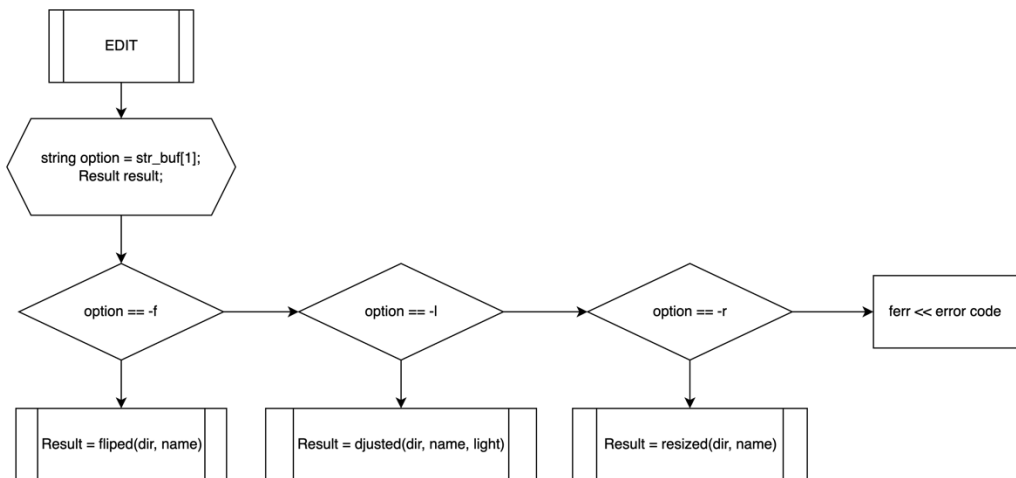 EDIT
string option = str_buf[1];
Result result;
option == -f
option == -l
option == -r
ferr << error code
Result = fliped(dir, name)
Result = djusted(dir, name, light)
Result = resized(dir, name)